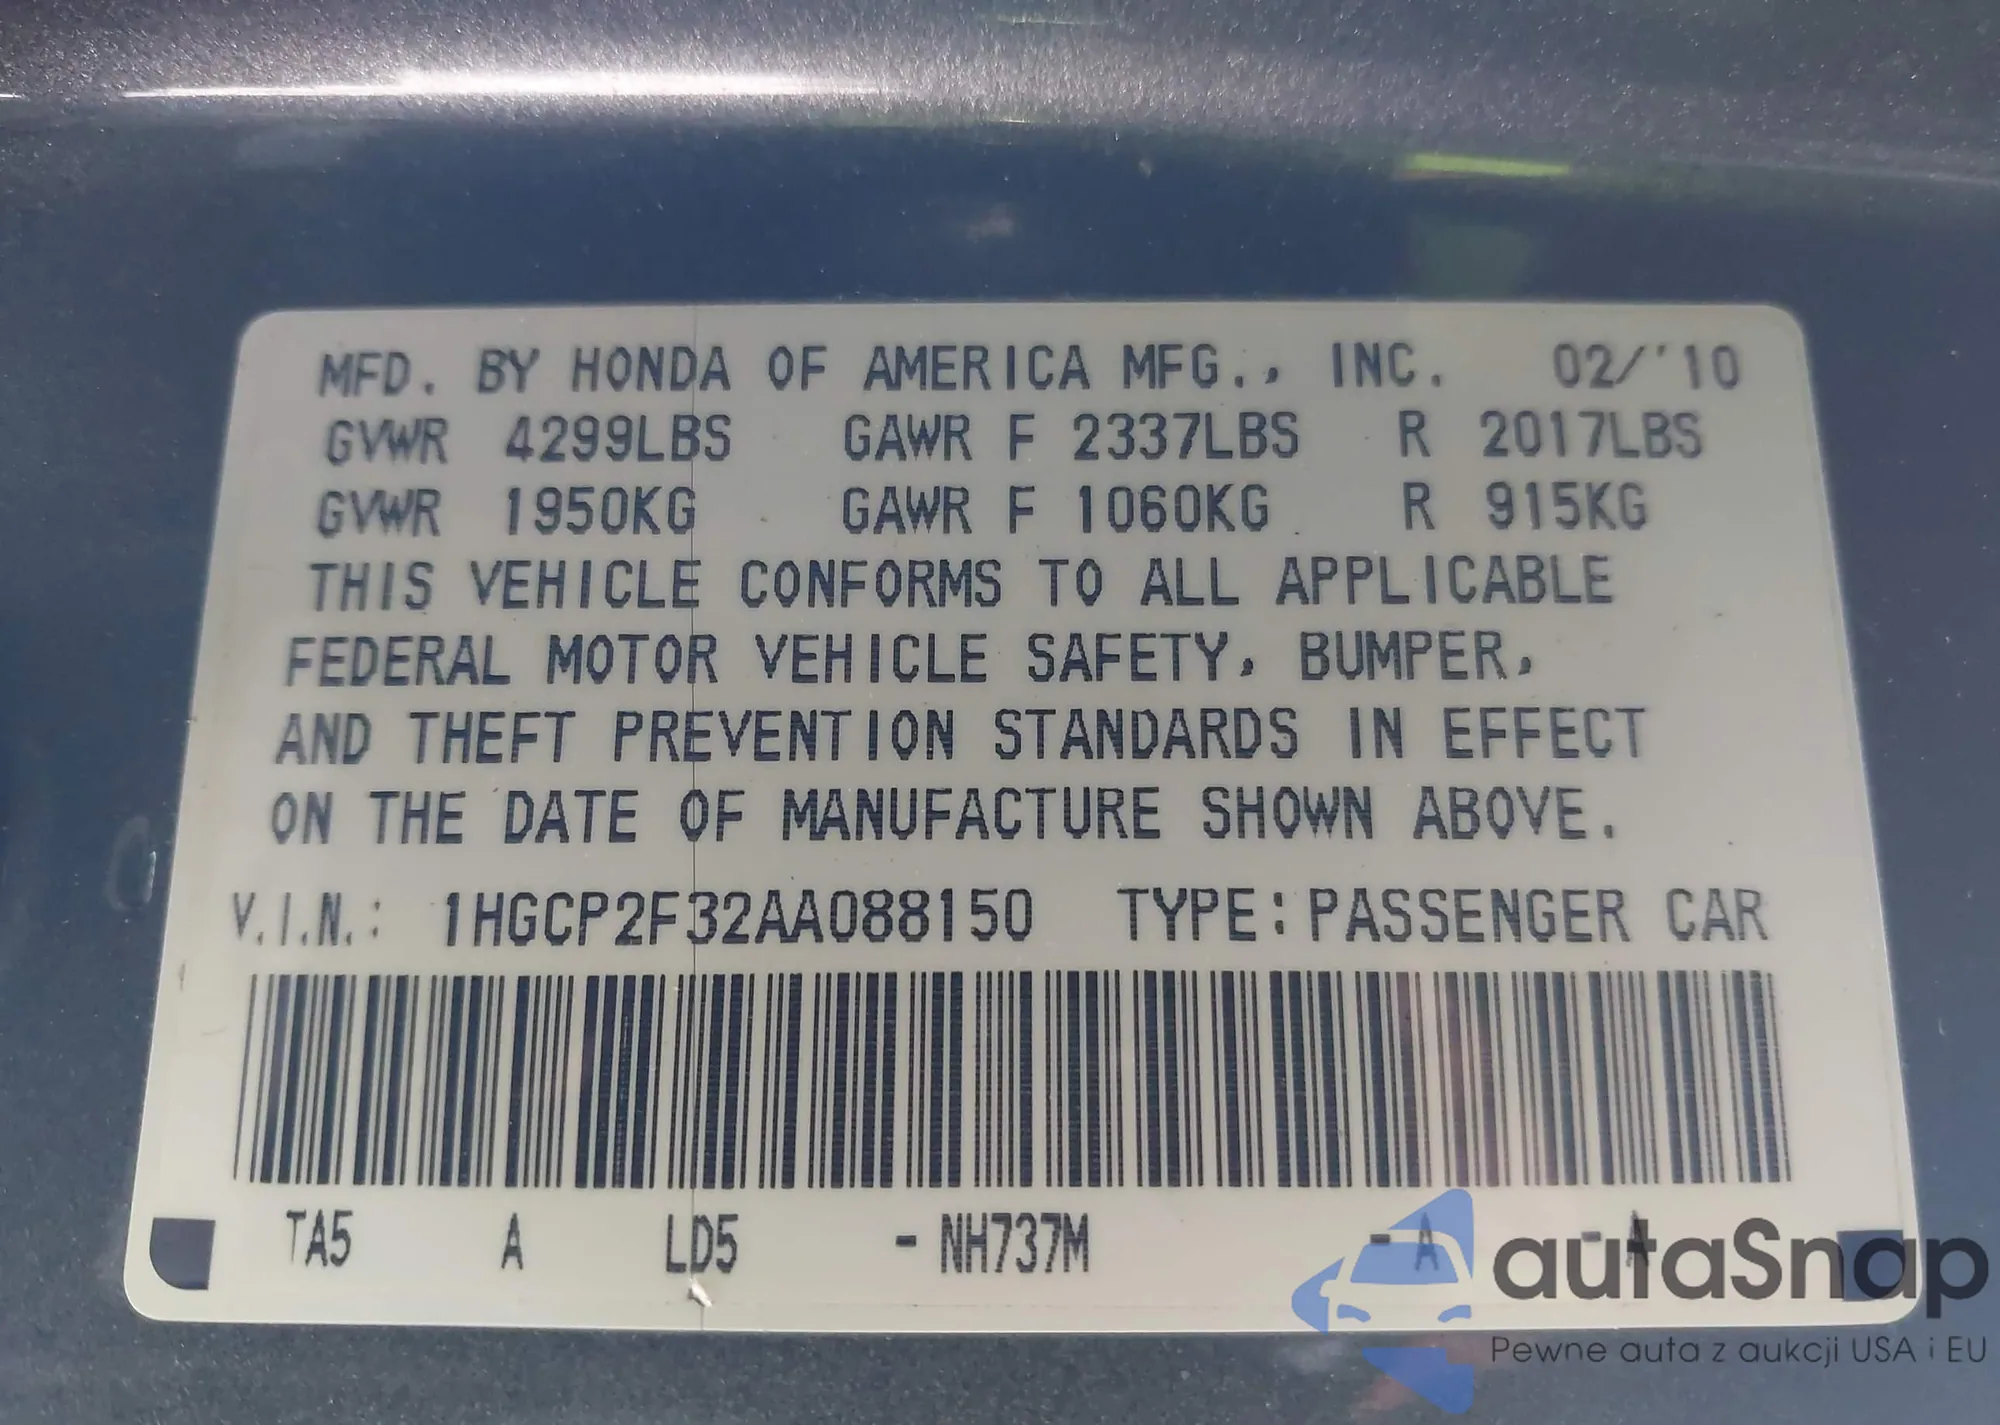 MFD. BY HONDA OF AMERICA MFG., INC. 02/'10
GVWR 4299LBS GAWR F 2337LBS R 2017LBS
GVWR 1950KG GAWR F 1060KG R 915KG
THIS VEHICLE CONFORMS TO ALL APPLICABLE
FEDERAL MOTOR VEHICLE SAFETY, BUMPER,
AND THEFT PREVENTION STANDARDS IN EFFECT
ON THE DATE OF MANUFACTURE SHOWN ABOVE.
V.I.N.: 1HGCP2F32AA088150 TYPE:PASSENGER CAR
TA5 A LD5 - NH737M - A - A
autaSnap
Pewne auta z aukcji USA i EU